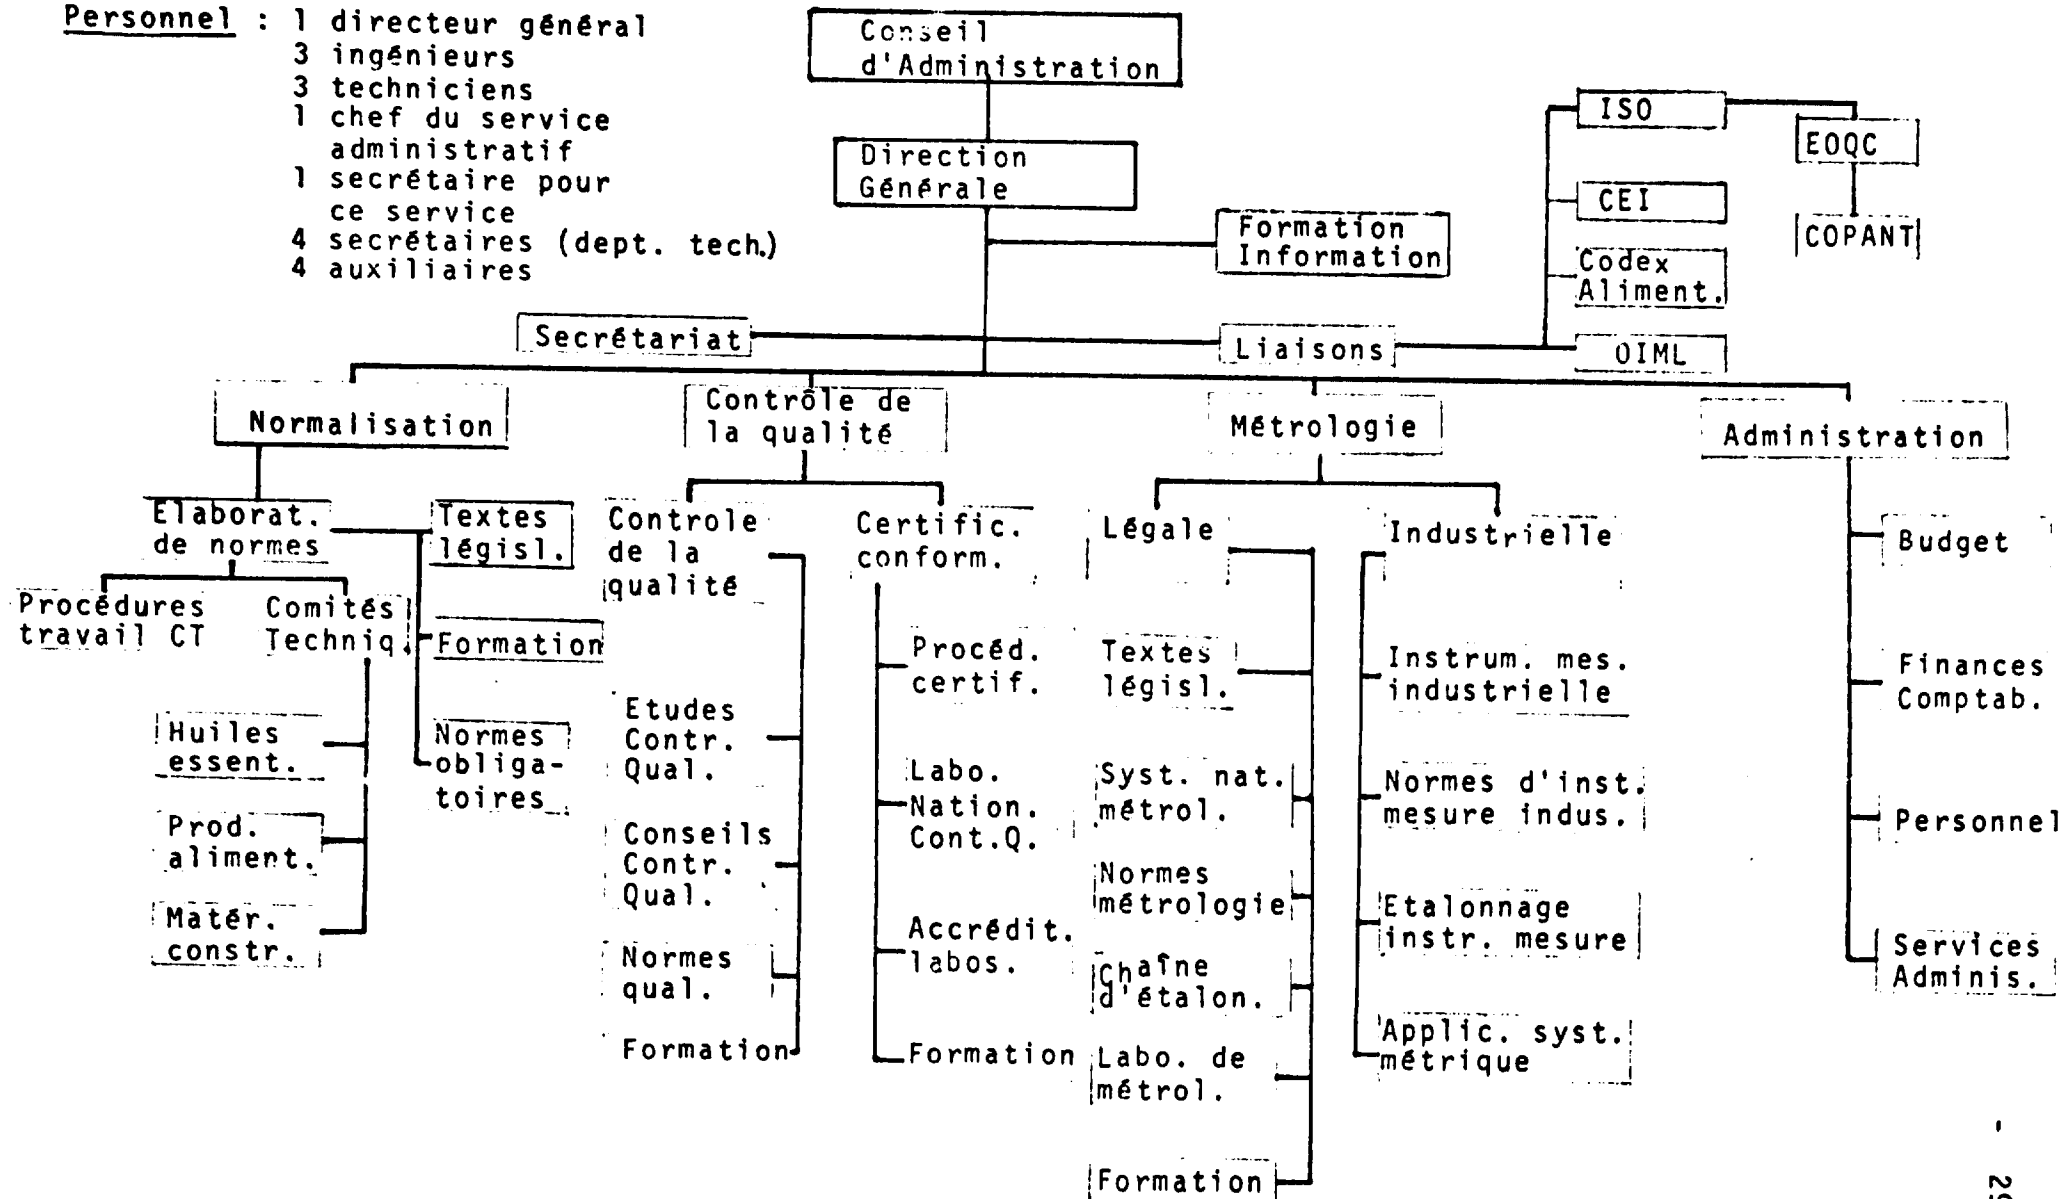 Personnel : 1 directeur général
3 ingénieurs
3 techniciens
1 chef du service
administratif
1 secrétaire pour
ce service
4 secrétaires (dept. tech.)
4 auxiliaires
Conseil
d'Administration
Direction
Générale
Formation
Information
ISO
EOQC
CEI
COPANT
Codex
Aliment.
OIML
Secrétariat
Liaisons
Normalisation
Contrôle de
la qualité
Métrologie
Administration
Elaborat.
de normes
Textes
législ.
Procédures
travail CT
Comités
Techniq.
Formation
Huiles
essent.
Normes
obliga-
toires
Prod.
aliment.
Matér.
constr.
Controle
de la
qualité
Etudes
Contr.
Qual.
Conseils
Contr.
Qual.
Normes
qual.
Formation
Certific.
conform.
Procéd.
certif.
Labo.
Nation.
Cont.Q.
Accrédit.
labos.
Formation
Légale
Textes
législ.
Syst. nat.
métrol.
Normes
métrologie
Chaîne
d'étalon.
Labo. de
métrol.
Formation
Industrielle
Instrum. mes.
industrielle
Normes d'inst.
mesure indus.
Etalonnage
instr. mesure
Applic. syst.
métrique
Budget
Finances
Comptab.
Personnel
Services
Adminis.